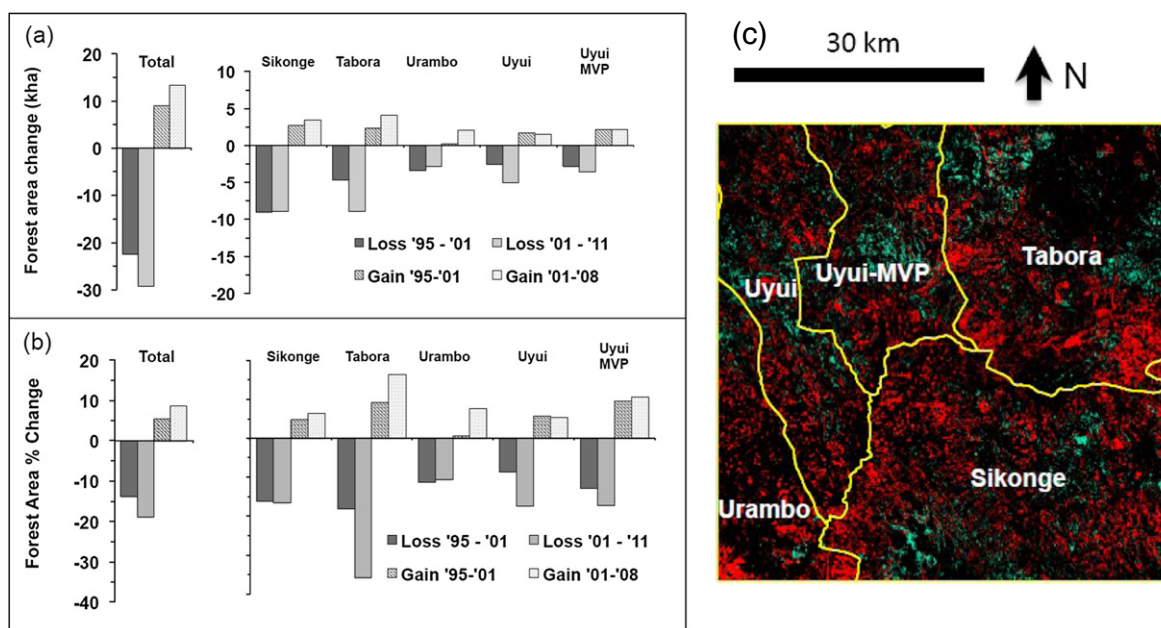 (a)
Forest area change (kha)
20
10
0
-10
-20
-30
Total
10
5
0
-5
-10
-15
-20
Sikonge Tabora Urambo Uyui Uyui
MVP
Loss '95 - '01 Loss '01 - '11
Gain '95-'01 Gain '01-'08
(b)
Forest Area % Change
20
10
0
-10
-20
-30
-40
Total
Sikonge Tabora Urambo Uyui Uyui
MVP
Loss '95 - '01 Loss '01 - '11
Gain '95-'01 Gain '01-'08
(c)
30 km
N
Tabora
Uyui-MVP
Uyui
Sikonge
Urambo